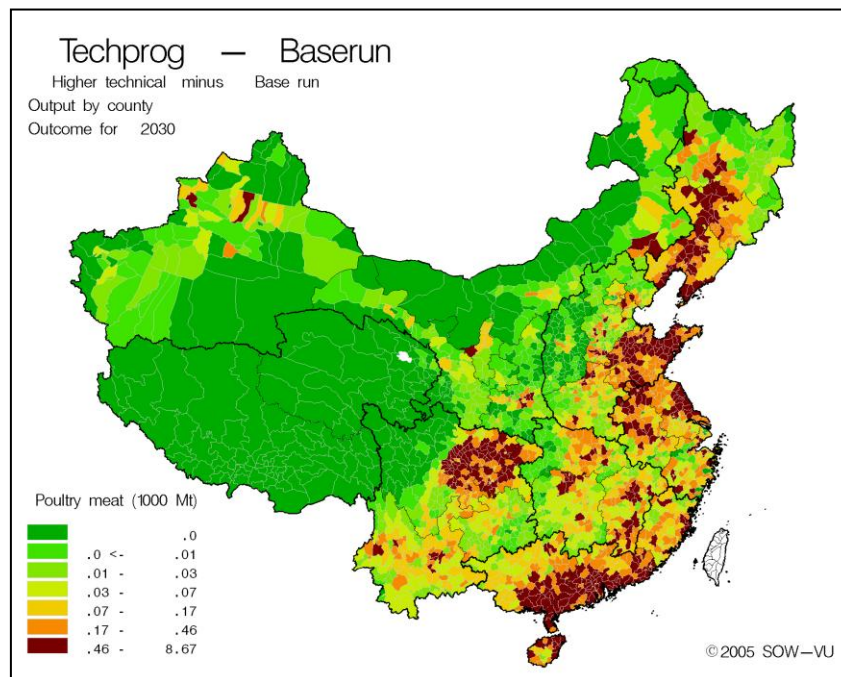 Techprog — Baserun
Higher technical minus Base run
Output by county
Outcome for 2030
Poultry meat (1000 Mt)
.0
.0 <- .01
.01 - .03
.03 - .07
.07 - .17
.17 - .46
.46 - 8.67
©2005 SOW-VU